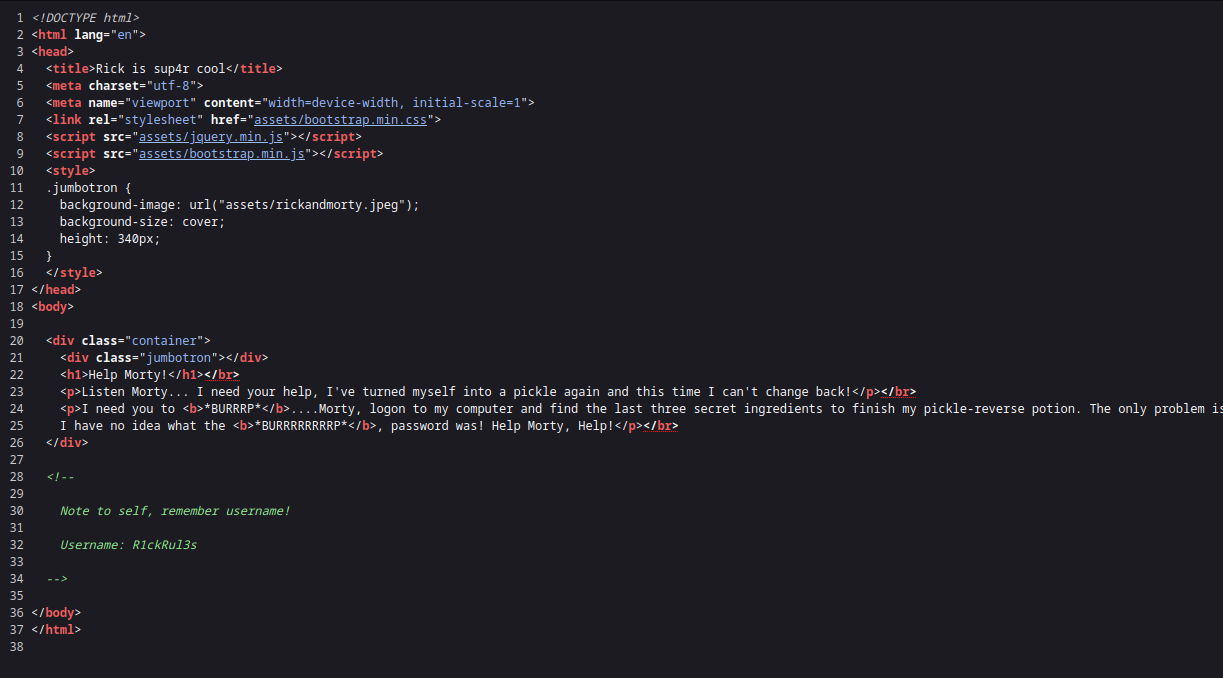 1 <!DOCTYPE html>
2 <html lang="en">
3 <head>
4   <title>Rick is sup4r cool</title>
5   <meta charset="utf-8">
6   <meta name="viewport" content="width=device-width, initial-scale=1">
7   <link rel="stylesheet" href="assets/bootstrap.min.css">
8   <script src="assets/jquery.min.js"></script>
9   <script src="assets/bootstrap.min.js"></script>
10   <style>
11   .jumbotron {
12     background-image: url("assets/rickandmorty.jpeg");
13     background-size: cover;
14     height: 340px;
15   }
16   </style>
17 </head>
18 <body>
19
20   <div class="container">
21     <div class="jumbotron"></div>
22     <h1>Help Morty!</h1></br>
23     <p>Listen Morty... I need your help, I've turned myself into a pickle again and this time I can't change back!</p></br>
24     <p>I need you to <b>*BURRRP*</b>....Morty, logon to my computer and find the last three secret ingredients to finish my pickle-reverse potion. The only problem is
25     I have no idea what the <b>*BURRRRRRRRP*</b>, password was! Help Morty, Help!</p></br>
26   </div>
27
28   <!--
29
30     Note to self, remember username!
31
32     Username: R1ckRul3s
33
34   -->
35
36 </body>
37 </html>
38